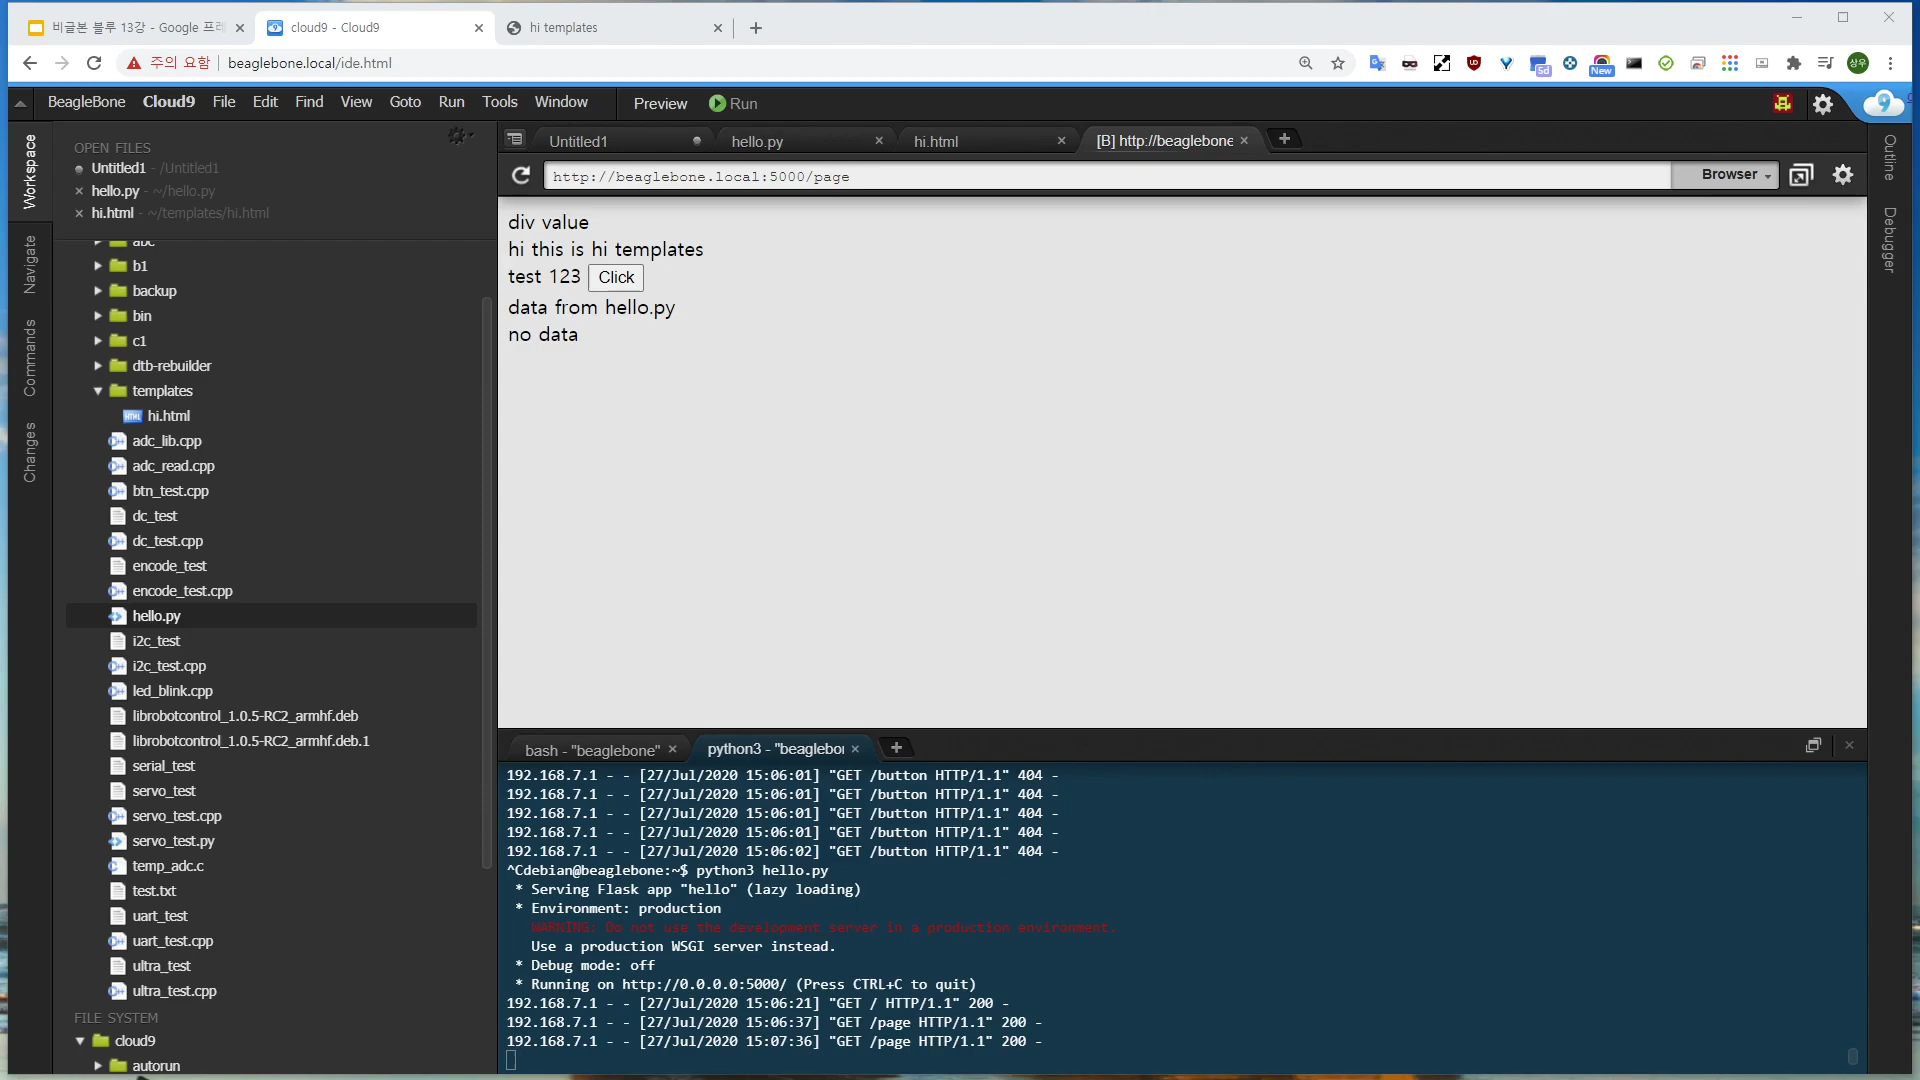 비글본 블루 13강 - Google 프레
cloud9 - Cloud9
hi templates
주의 요함
beaglebone.local/ide.html
Sd
New
상우
BeagleBone Cloud9 File Edit Find View Goto Run Tools Window Preview Run
Workspace
Navigate
Commands
Changes
OPEN FILES
Untitled1 - /Untitled1
hello.py - ~/hello.py
hi.html - ~/templates/hi.html
abc
b1
backup
bin
c1
dtb-rebuilder
templates
hi.html
adc_lib.cpp
adc_read.cpp
btn_test.cpp
dc_test
dc_test.cpp
encode_test
encode_test.cpp
hello.py
i2c_test
i2c_test.cpp
led_blink.cpp
librobotcontrol_1.0.5-RC2_armhf.deb
librobotcontrol_1.0.5-RC2_armhf.deb.1
serial_test
servo_test
servo_test.cpp
servo_test.py
temp_adc.c
test.txt
uart_test
uart_test.cpp
ultra_test
ultra_test.cpp
FILE SYSTEM
cloud9
autorun
Untitled1
hello.py
hi.html
[B] http://beaglebone
http://beaglebone.local:5000/page
Browser
div value
hi this is hi templates
test 123 Click
data from hello.py
no data
Outline
Debugger
bash - "beaglebone"
python3 - "beaglebon
192.168.7.1 - - [27/Jul/2020 15:06:01] "GET /button HTTP/1.1" 404 -
192.168.7.1 - - [27/Jul/2020 15:06:01] "GET /button HTTP/1.1" 404 -
192.168.7.1 - - [27/Jul/2020 15:06:01] "GET /button HTTP/1.1" 404 -
192.168.7.1 - - [27/Jul/2020 15:06:01] "GET /button HTTP/1.1" 404 -
192.168.7.1 - - [27/Jul/2020 15:06:02] "GET /button HTTP/1.1" 404 -
^Cdebian@beaglebone:~$ python3 hello.py
* Serving Flask app "hello" (lazy loading)
* Environment: production
WARNING: Do not use the development server in a production environment.
Use a production WSGI server instead.
* Debug mode: off
* Running on http://0.0.0.0:5000/ (Press CTRL+C to quit)
192.168.7.1 - - [27/Jul/2020 15:06:21] "GET / HTTP/1.1" 200 -
192.168.7.1 - - [27/Jul/2020 15:06:37] "GET /page HTTP/1.1" 200 -
192.168.7.1 - - [27/Jul/2020 15:07:36] "GET /page HTTP/1.1" 200 -